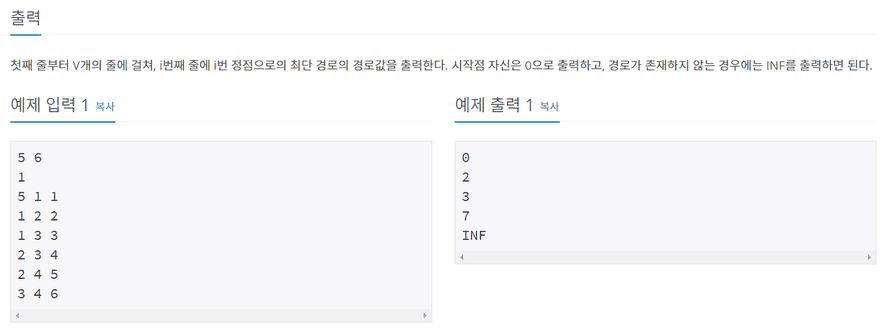 출력
첫째 줄부터 V개의 줄에 걸쳐, i번째 줄에 i번 정점으로의 최단 경로의 경로값을 출력한다. 시작점 자신은 0으로 출력하고, 경로가 존재하지 않는 경우에는 INF를 출력하면 된다.
예제 입력 1 복사
5 6
1
5 1 1
1 2 2
1 3 3
2 3 4
2 4 5
3 4 6
예제 출력 1 복사
0
2
3
7
INF